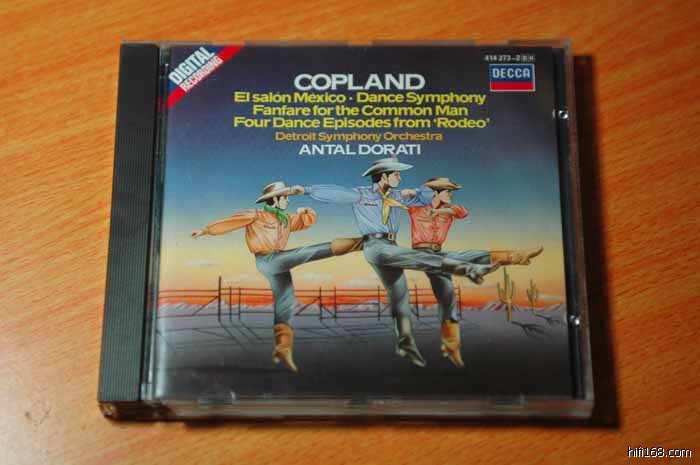 DIGITAL
RECORDING
414 273-2 DH
DECCA
COPLAND
El salón México · Dance Symphony
Fanfare for the Common Man
Four Dance Episodes from 'Rodeo'
Detroit Symphony Orchestra
ANTAL DORATI
hifi168.com